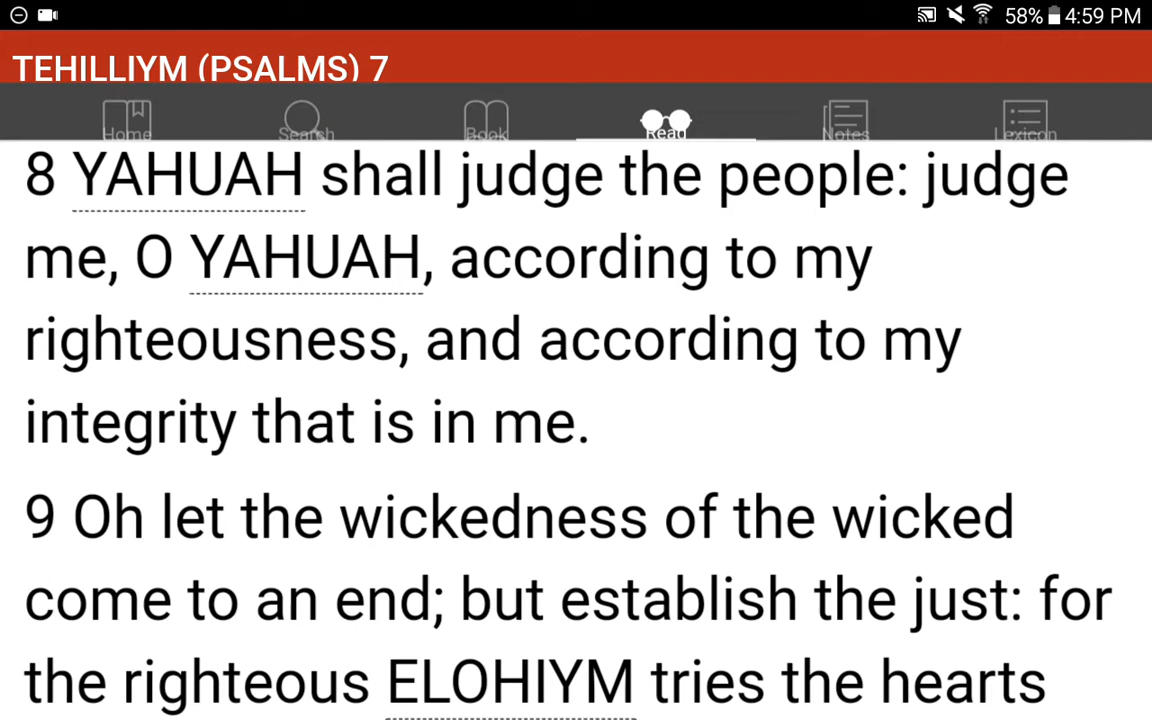 58% 4:59 PM
TEHILLIYM (PSALMS) 7
Home Search Book Read Notes Lexicon
8 YAHUAH shall judge the people: judge
me, O YAHUAH, according to my
righteousness, and according to my
integrity that is in me.
9 Oh let the wickedness of the wicked
come to an end; but establish the just: for
the righteous ELOHIYM tries the hearts